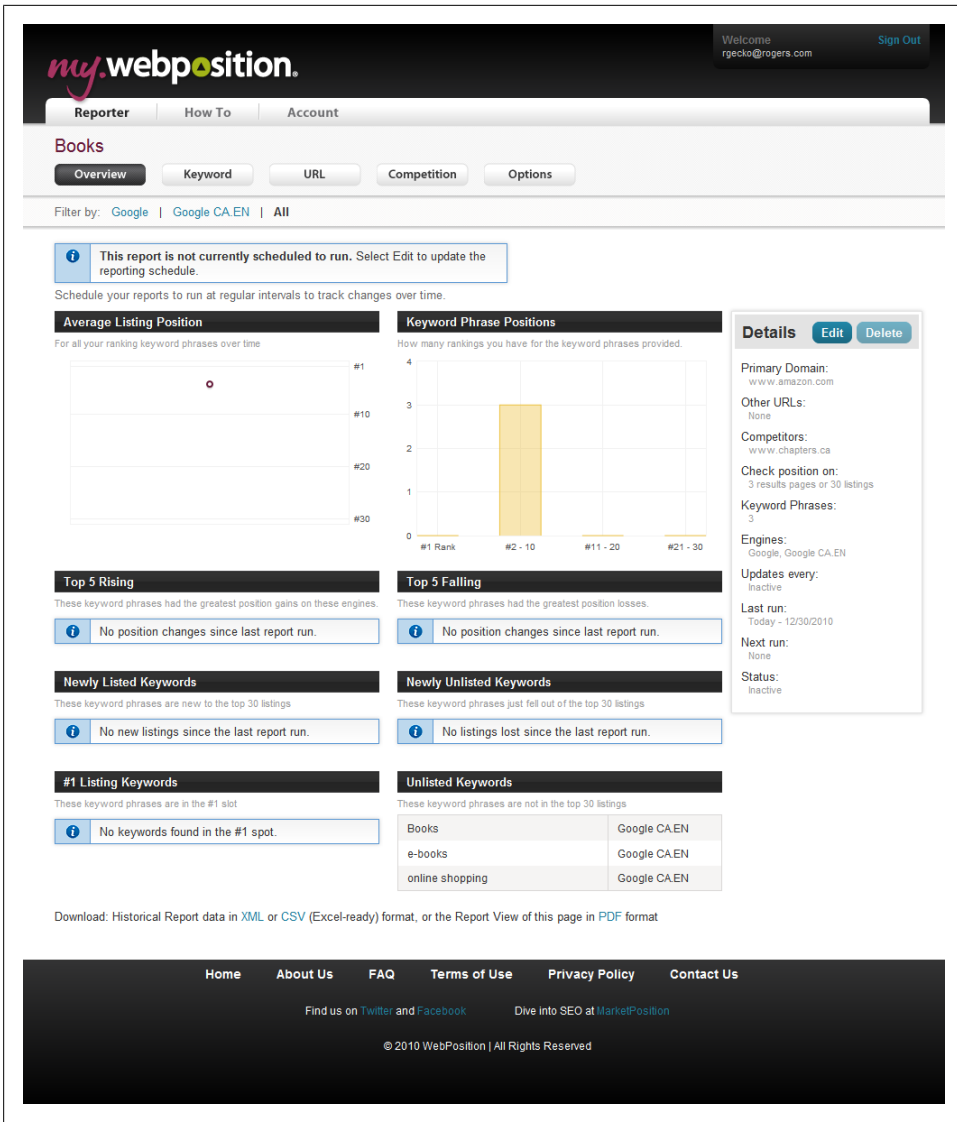 Welcome Sign Out
rgecko@rogers.com
my.webposition.
Reporter How To Account
Books
Overview Keyword URL Competition Options
Filter by: Google | Google CA.EN | All
This report is not currently scheduled to run. Select Edit to update the
reporting schedule.
Schedule your reports to run at regular intervals to track changes over time.
Average Listing Position
For all your ranking keyword phrases over time
#1
#10
#20
#30
Keyword Phrase Positions
How many rankings you have for the keyword phrases provided.
4
3
2
1
0
#1 Rank #2 - 10 #11 - 20 #21 - 30
Details Edit Delete
Primary Domain:
www.amazon.com
Other URLs:
None
Competitors:
www.chapters.ca
Check position on:
3 results pages or 30 listings
Keyword Phrases:
3
Engines:
Google, Google CA.EN
Updates every:
Inactive
Last run:
Today - 12/30/2010
Next run:
None
Status:
Inactive
Top 5 Rising
These keyword phrases had the greatest position gains on these engines.
No position changes since last report run.
Top 5 Falling
These keyword phrases had the greatest position losses.
No position changes since last report run.
Newly Listed Keywords
These keyword phrases are new to the top 30 listings
No new listings since the last report run.
Newly Unlisted Keywords
These keyword phrases just fell out of the top 30 listings
No listings lost since the last report run.
#1 Listing Keywords
These keyword phrases are in the #1 slot
No keywords found in the #1 spot.
Unlisted Keywords
These keyword phrases are not in the top 30 listings
Books Google CA.EN
e-books Google CA.EN
online shopping Google CA.EN
Download: Historical Report data in XML or CSV (Excel-ready) format, or the Report View of this page in PDF format
Home About Us FAQ Terms of Use Privacy Policy Contact Us
Find us on Twitter and Facebook Dive into SEO at MarketPosition
© 2010 WebPosition | All Rights Reserved